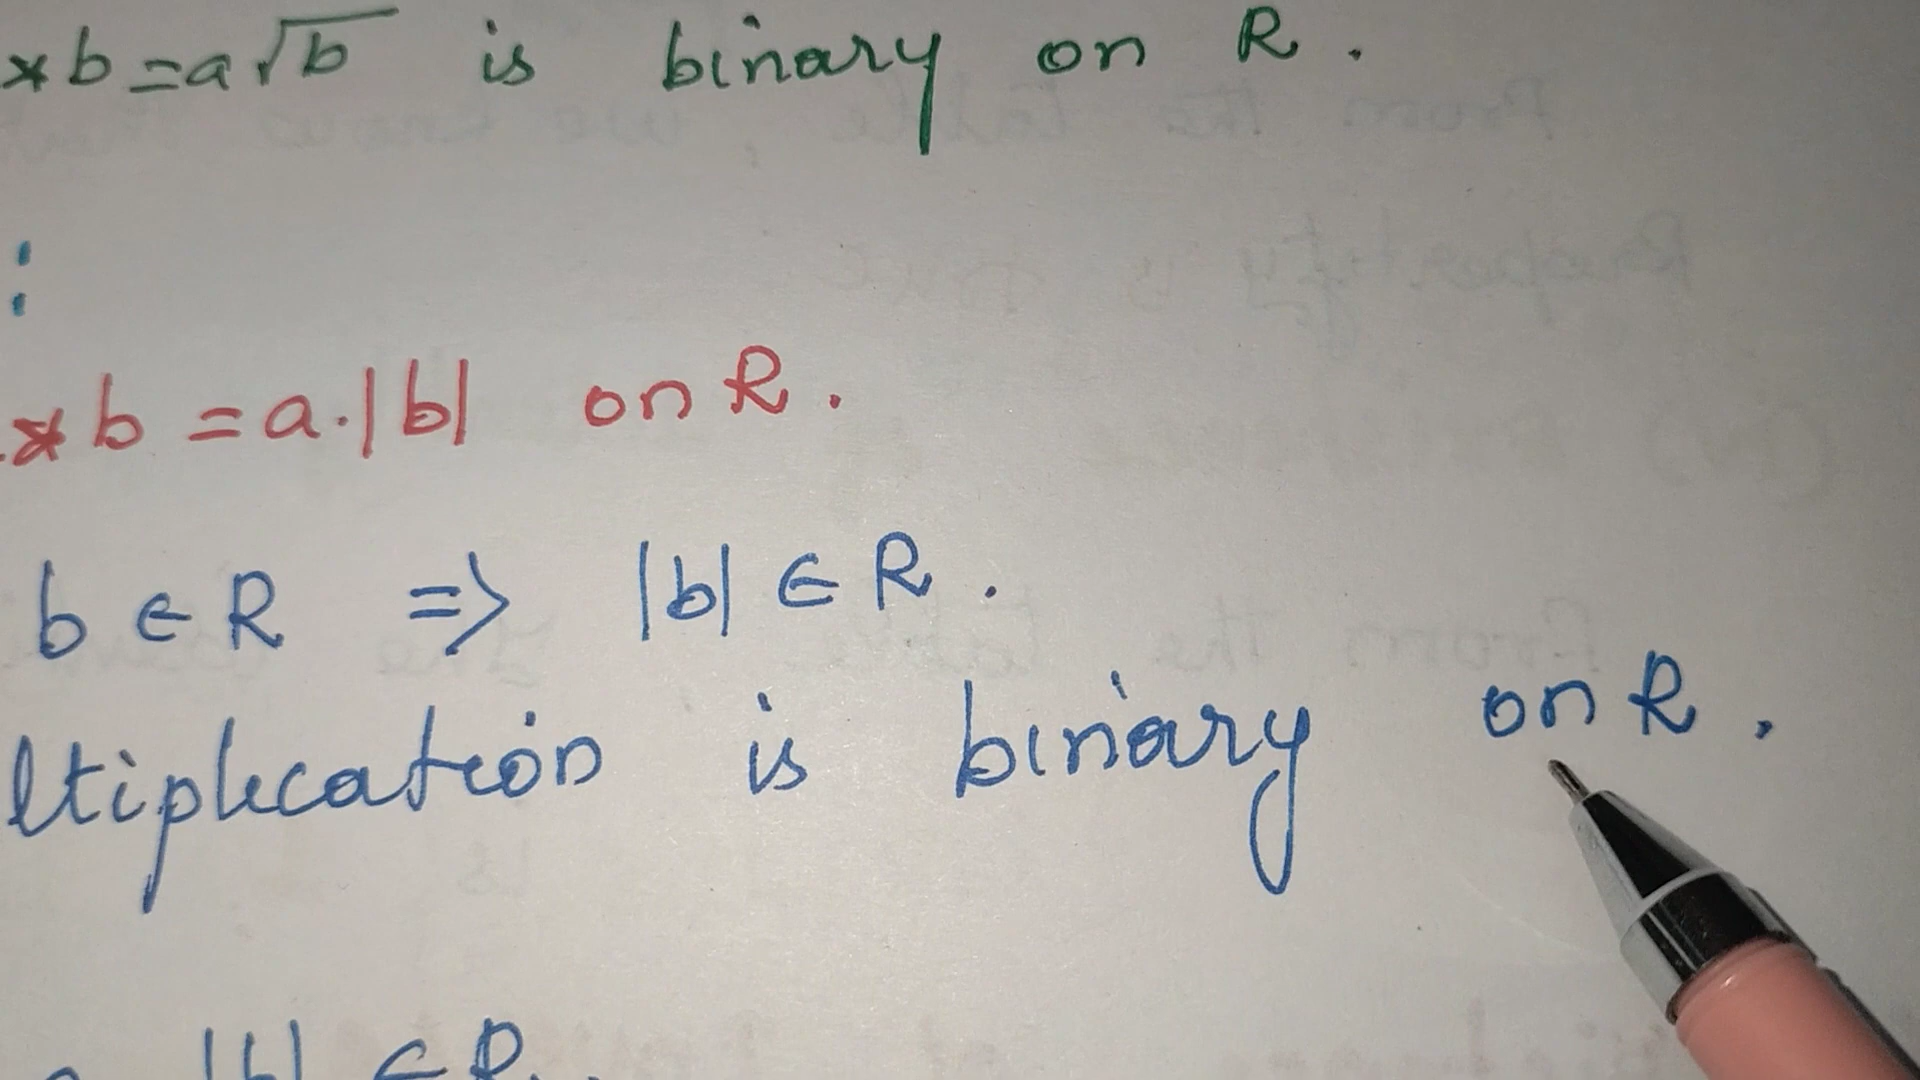 *b=a√b is binary on R.
:
.*b = a.|b| on R.
b ∈ R => |b| ∈ R.
ltiplication is binary on R.
|b| ∈ R.